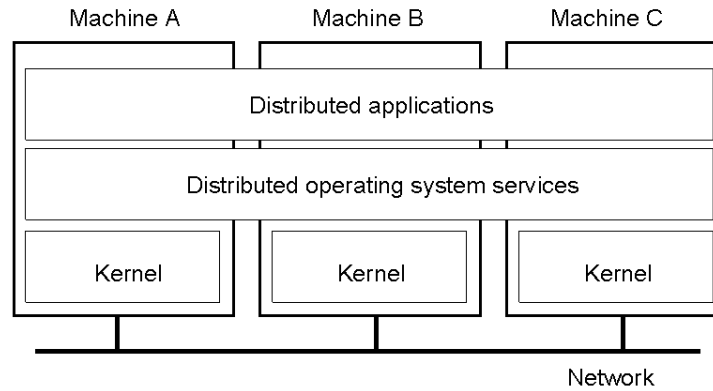 Machine A Machine B Machine C
Distributed applications
Distributed operating system services
Kernel Kernel Kernel
Network